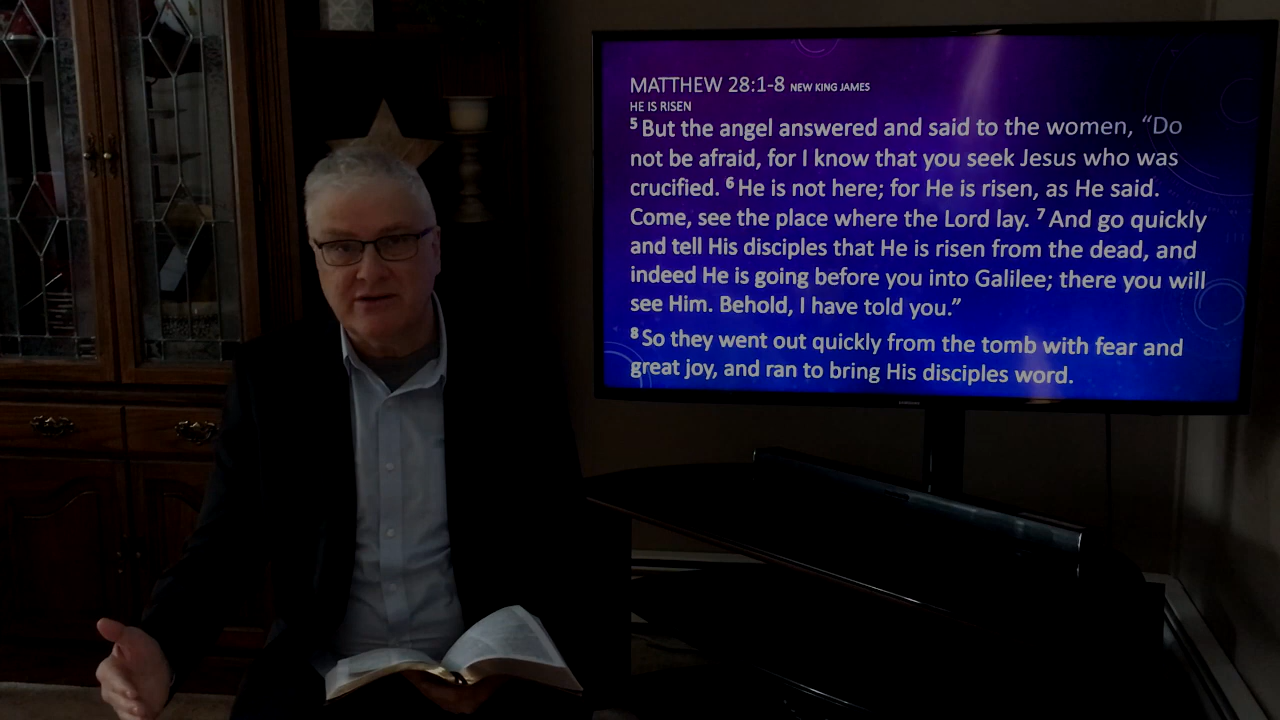 MATTHEW 28:1-8 NEW KING JAMES
HE IS RISEN
5 But the angel answered and said to the women, “Do
not be afraid, for I know that you seek Jesus who was
crucified. 6 He is not here; for He is risen, as He said.
Come, see the place where the Lord lay. 7 And go quickly
and tell His disciples that He is risen from the dead, and
indeed He is going before you into Galilee; there you will
see Him. Behold, I have told you.”
8 So they went out quickly from the tomb with fear and
great joy, and ran to bring His disciples word.
SAMSUNG